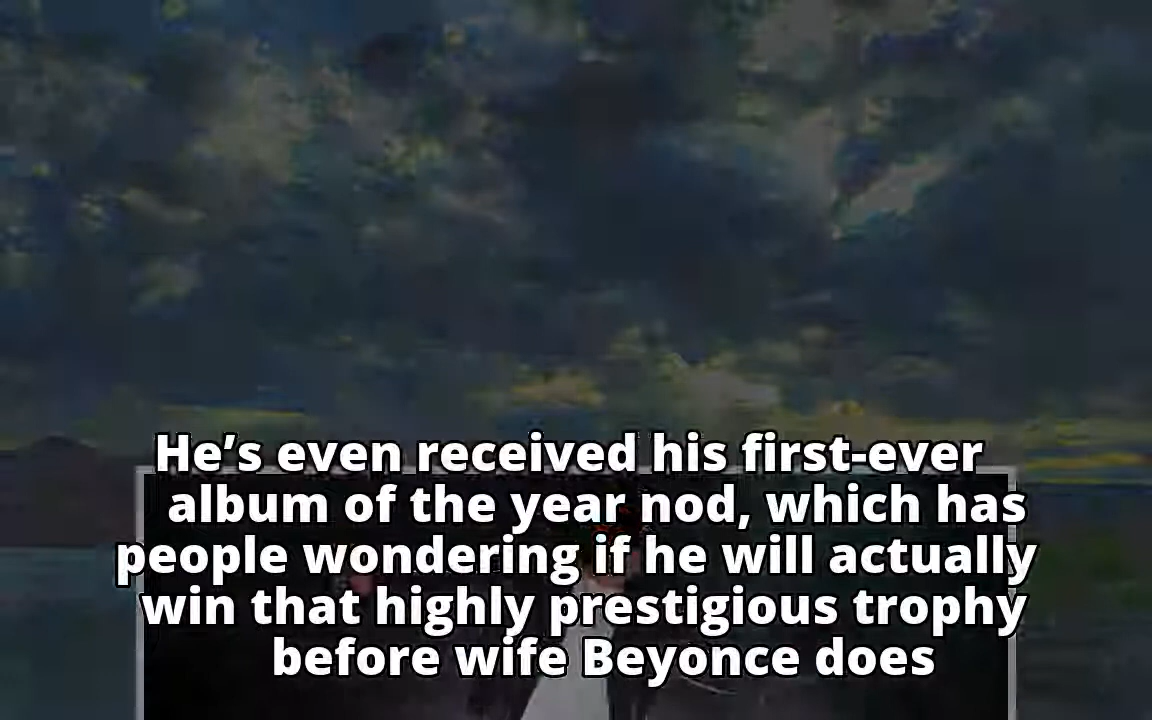 He’s even received his first-ever
album of the year nod, which has
people wondering if he will actually
win that highly prestigious trophy
before wife Beyonce does